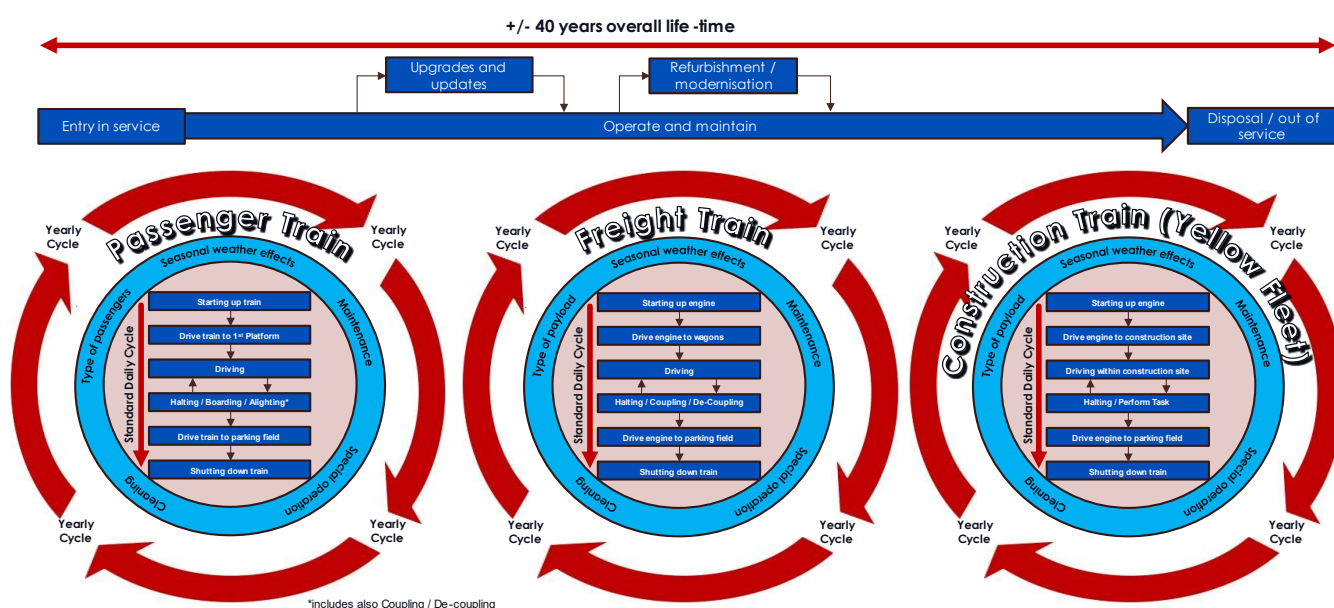 +/- 40 years overall life -time
Upgrades and
updates
Refurbishment /
modernisation
Entry in service
Operate and maintain
Disposal / out of
service
Passenger Train
Yearly
Cycle
Yearly
Cycle
Yearly
Cycle
Yearly
Cycle
Seasonal weather effects
Maintenance
Special operation
Cleaning
Type of passengers
Standard Daily Cycle
Starting up train
Drive train to 1st Platform
Driving
Halting / Boarding / Alighting*
Drive train to parking field
Shutting down train
*includes also Coupling / De-coupling
Freight Train
Yearly
Cycle
Yearly
Cycle
Yearly
Cycle
Yearly
Cycle
Seasonal weather effects
Maintenance
Special operation
Cleaning
Type of payload
Standard Daily Cycle
Starting up engine
Drive engine to wagons
Driving
Halting / Coupling / De-Coupling
Drive engine to parking field
Shutting down train
Construction Train (Yellow Fleet)
Yearly
Cycle
Yearly
Cycle
Yearly
Cycle
Yearly
Cycle
Seasonal weather effects
Maintenance
Special operation
Cleaning
Type of payload
Standard Daily Cycle
Starting up engine
Drive engine to construction site
Driving within construction site
Halting / Perform Task
Drive engine to parking field
Shutting down train